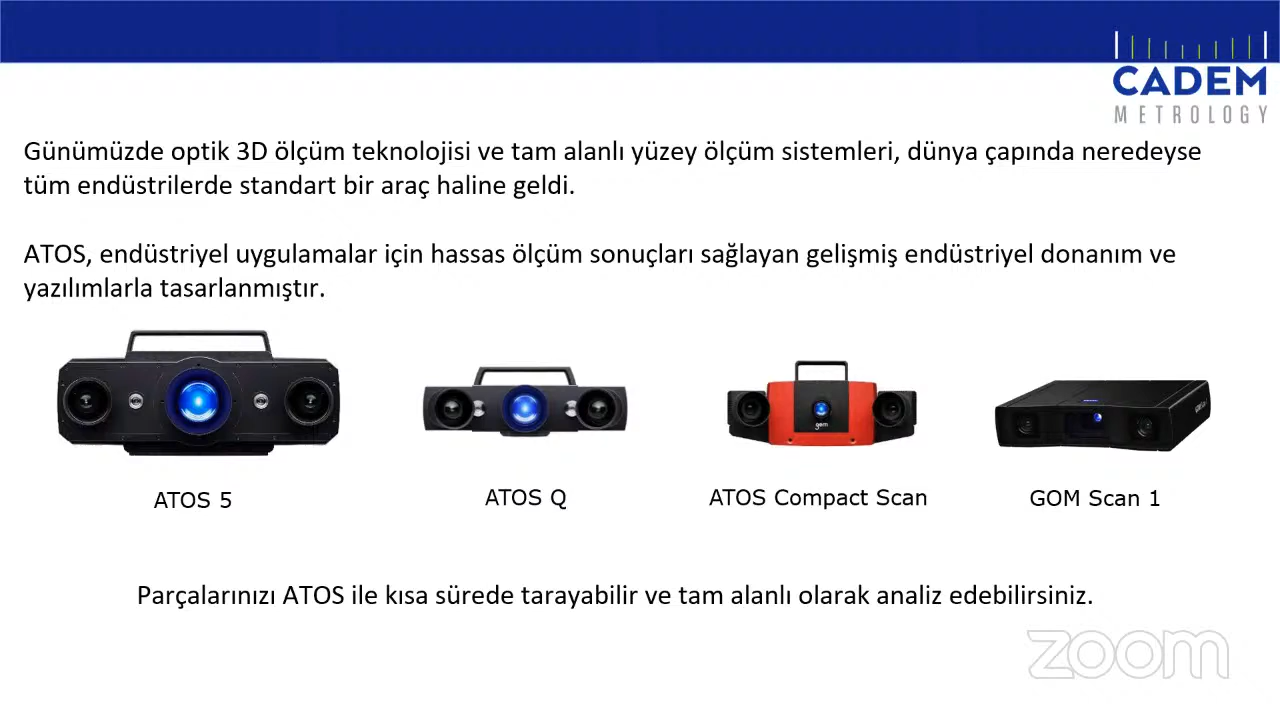 CADEM
METROLOGY
Günümüzde optik 3D ölçüm teknolojisi ve tam alanlı yüzey ölçüm sistemleri, dünya çapında neredeyse
tüm endüstrilerde standart bir araç haline geldi.
ATOS, endüstriyel uygulamalar için hassas ölçüm sonuçları sağlayan gelişmiş endüstriyel donanım ve
yazılımlarla tasarlanmıştır.
gom
ATOS 5
ATOS Q
ATOS Compact Scan
GOM Scan 1
Parçalarınızı ATOS ile kısa sürede tarayabilir ve tam alanlı olarak analiz edebilirsiniz.
zoom